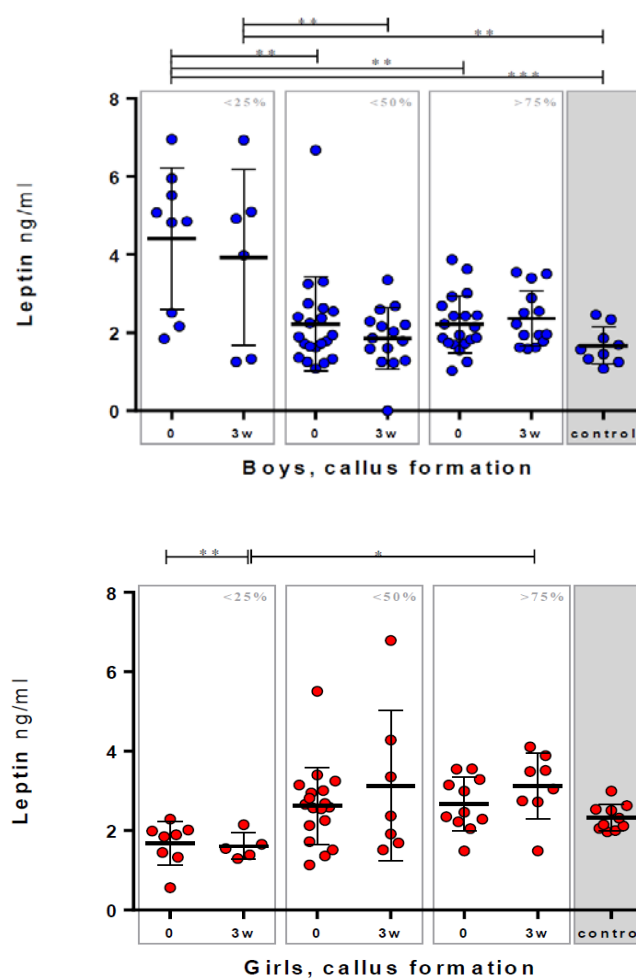 ** 
** **
**
***
<25% <50% >75%
8
6
4
2
0
Leptin ng/ml
0 3w 0 3w 0 3w control
Boys, callus formation
** *
<25% <50% >75%
8
6
4
2
0
Leptin ng/ml
0 3w 0 3w 0 3w contro
Girls, callus formation